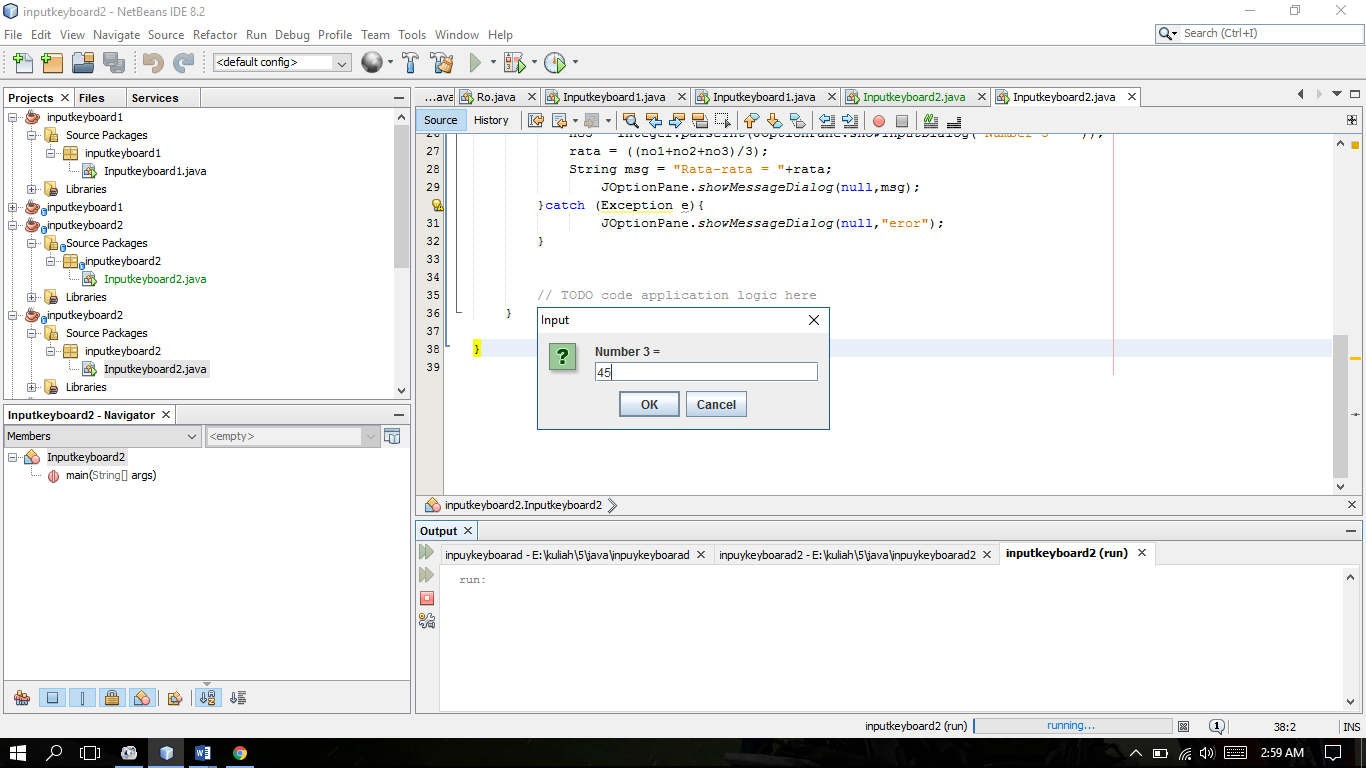 inputkeyboard2 - NetBeans IDE 8.2
File Edit View Navigate Source Refactor Run Debug Profile Team Tools Window Help
Search (Ctrl+I)
<default config>
Projects Files Services
inputkeyboard1
Source Packages
inputkeyboard1
Inputkeyboard1.java
Libraries
inputkeyboard1
inputkeyboard2
Source Packages
inputkeyboard2
Inputkeyboard2.java
Libraries
inputkeyboard2
Source Packages
inputkeyboard2
Inputkeyboard2.java
Libraries
Inputkeyboard2 - Navigator
Members <empty>
Inputkeyboard2
main(String[] args)
...ava Ro.java Inputkeyboard1.java Inputkeyboard1.java Inputkeyboard2.java Inputkeyboard2.java
Source History
27 rata = ((no1+no2+no3)/3);
28 String msg = "Rata-rata = "+rata;
29 JOptionPane.showMessageDialog(null,msg);
}catch (Exception e){
31 JOptionPane.showMessageDialog(null,"eror");
32 }
33
34
35 // TODO code application logic here
36 }
37
38 }
39
Input
Number 3 =
45
OK Cancel
inputkeyboard2.Inputkeyboard2
Output
inpuykeyboarad - E:\kuliah\5\java\inpuykeyboarad inpuykeyboarad2 - E:\kuliah\5\java\inpuykeyboarad2 inputkeyboard2 (run)
run:
inputkeyboard2 (run) running... 1 38:2 INS
2:59 AM